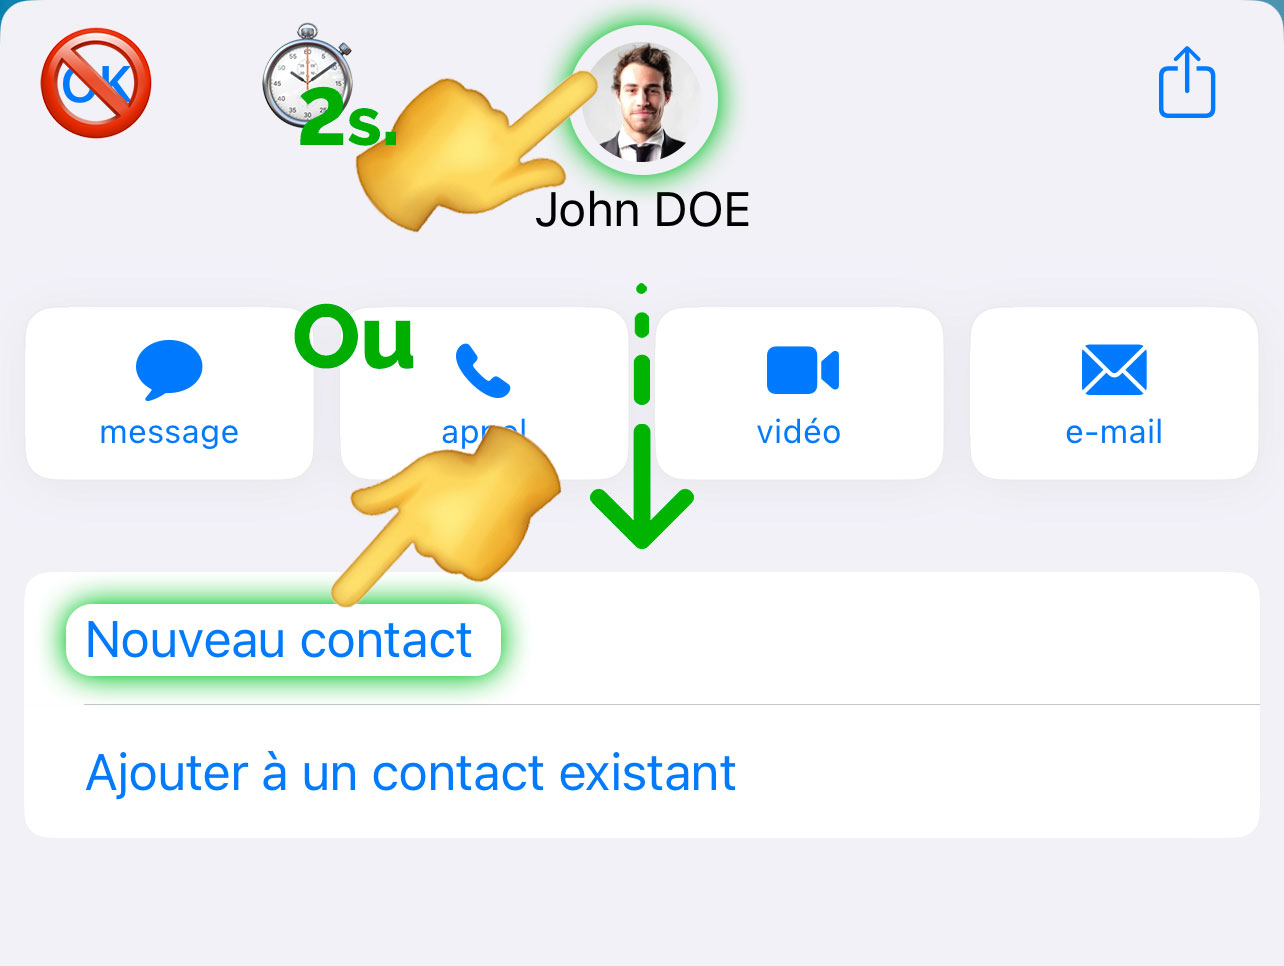 OK
2s.
John DOE
Ou
message
appel
vidéo
e-mail
Nouveau contact
Ajouter à un contact existant